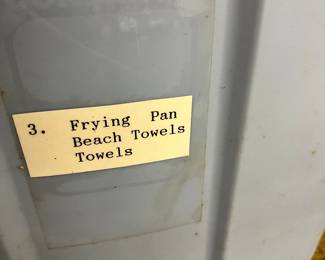 3. Frying Pan
Beach Towels
Towels